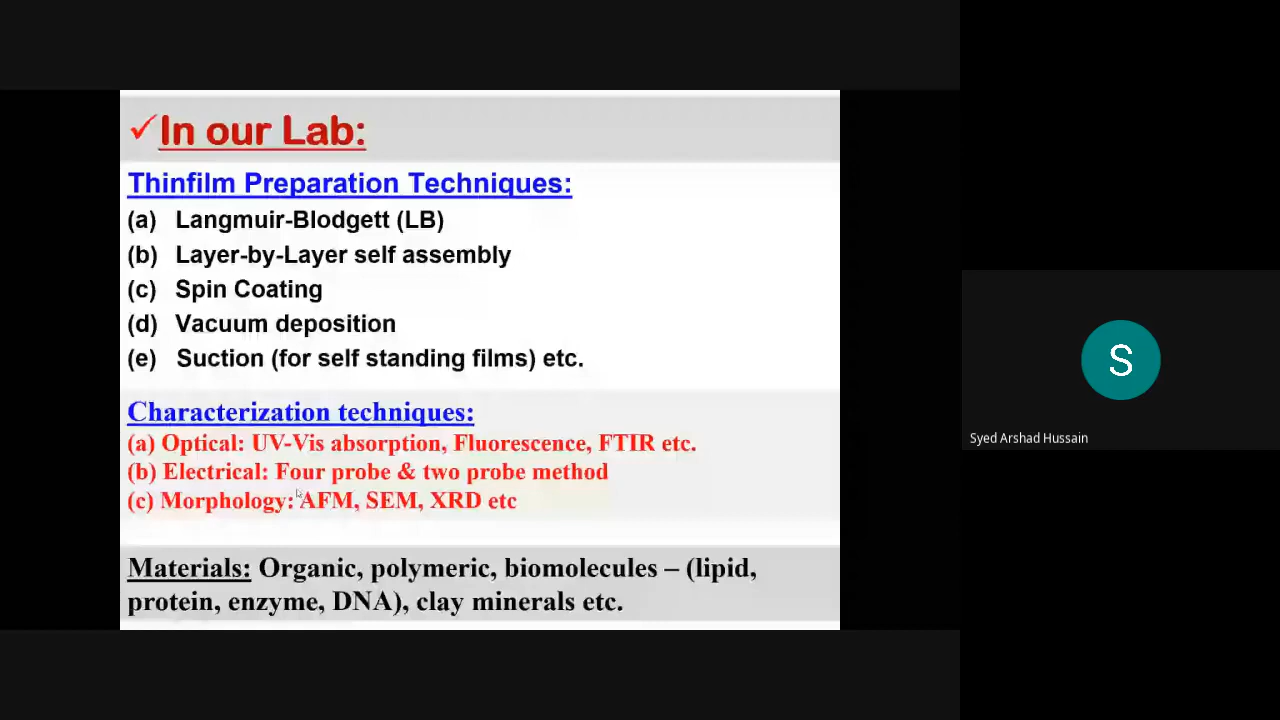 ✓In our Lab:
Thinfilm Preparation Techniques:
(a) Langmuir-Blodgett (LB)
(b) Layer-by-Layer self assembly
(c) Spin Coating
(d) Vacuum deposition
(e) Suction (for self standing films) etc.
Characterization techniques:
(a) Optical: UV-Vis absorption, Fluorescence, FTIR etc.
(b) Electrical: Four probe & two probe method
(c) Morphology: AFM, SEM, XRD etc
Materials: Organic, polymeric, biomolecules – (lipid,
protein, enzyme, DNA), clay minerals etc.
S
Syed Arshad Hussain